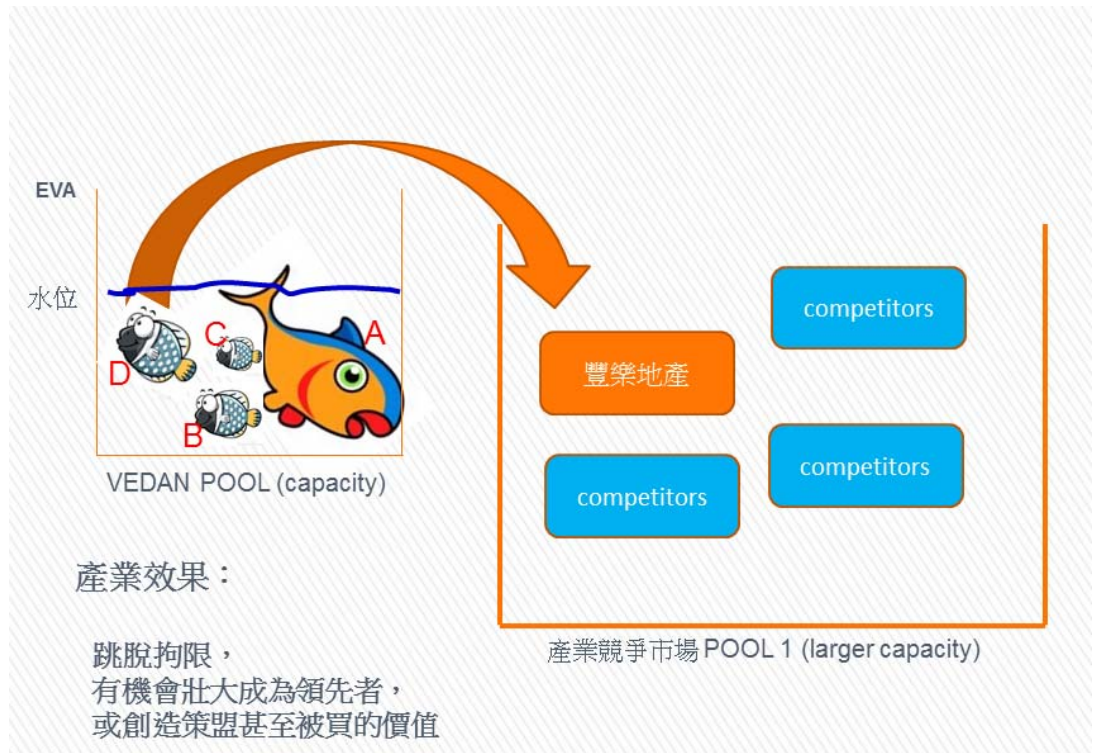 EVA
水位
C
A
D
B
VEDAN POOL (capacity)
competitors
豐樂地產
competitors
competitors
產業競爭市場 POOL 1 (larger capacity)
產業效果：
跳脫拘限，
有機會壯大成為領先者，
或創造策盟甚至被買的價值